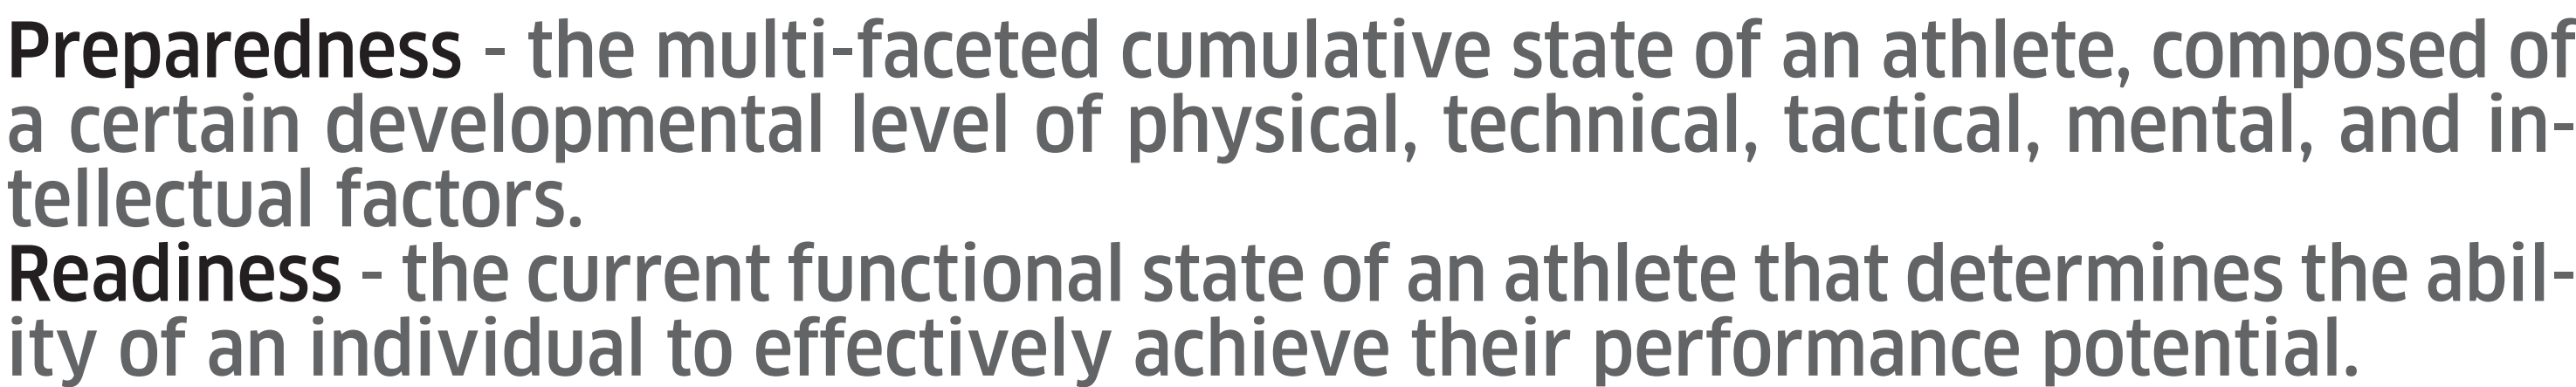 Preparedness - the multi-faceted cumulative state of an athlete, composed of
a certain developmental level of physical, technical, tactical, mental, and in-
tellectual factors.
Readiness - the current functional state of an athlete that determines the abil-
ity of an individual to effectively achieve their performance potential.